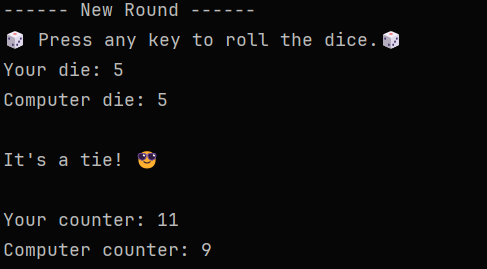 ------ New Round ------
🎲 Press any key to roll the dice.🎲
Your die: 5
Computer die: 5
It's a tie! 😎
Your counter: 11
Computer counter: 9